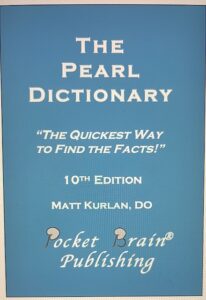 THE
PEARL
DICTIONARY
"THE QUICKEST WAY
TO FIND THE FACTS!"
10TH EDITION
MATT KURLAN, DO
Pocket Brain®
Publishing